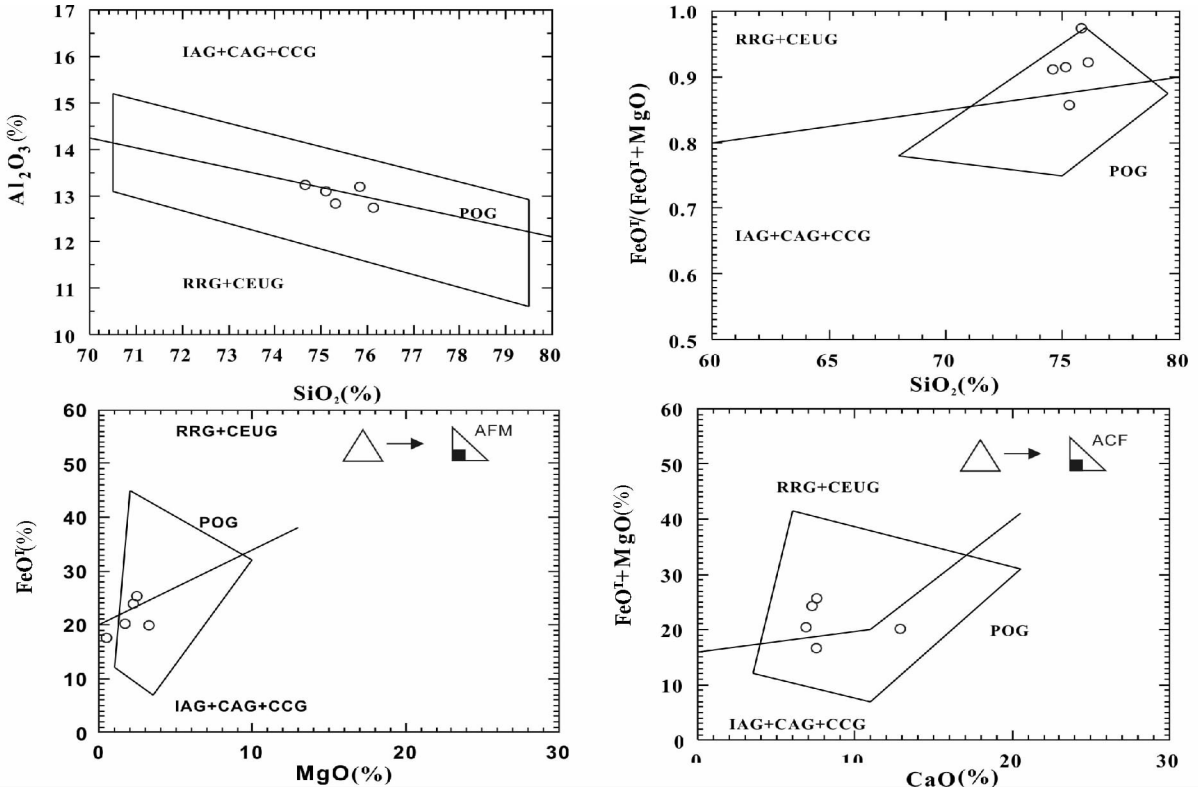 17
16
15
14
13
12
11
10
Al₂O₃(%)
IAG+CAG+CCG
POG
RRG+CEUG
70 71 72 73 74 75 76 77 78 79 80
SiO₂(%)
1.0
0.9
0.8
0.7
0.6
0.5
FeOᵀ/(FeOᵀ+MgO)
RRG+CEUG
POG
IAG+CAG+CCG
60 65 70 75 80
SiO₂(%)
60
50
40
30
20
10
0
FeOᵀ(%)
RRG+CEUG
AFM
POG
IAG+CAG+CCG
0 10 20 30
MgO(%)
60
50
40
30
20
10
0
FeOᵀ+MgO(%)
ACF
RRG+CEUG
POG
IAG+CAG+CCG
0 10 20 30
CaO(%)